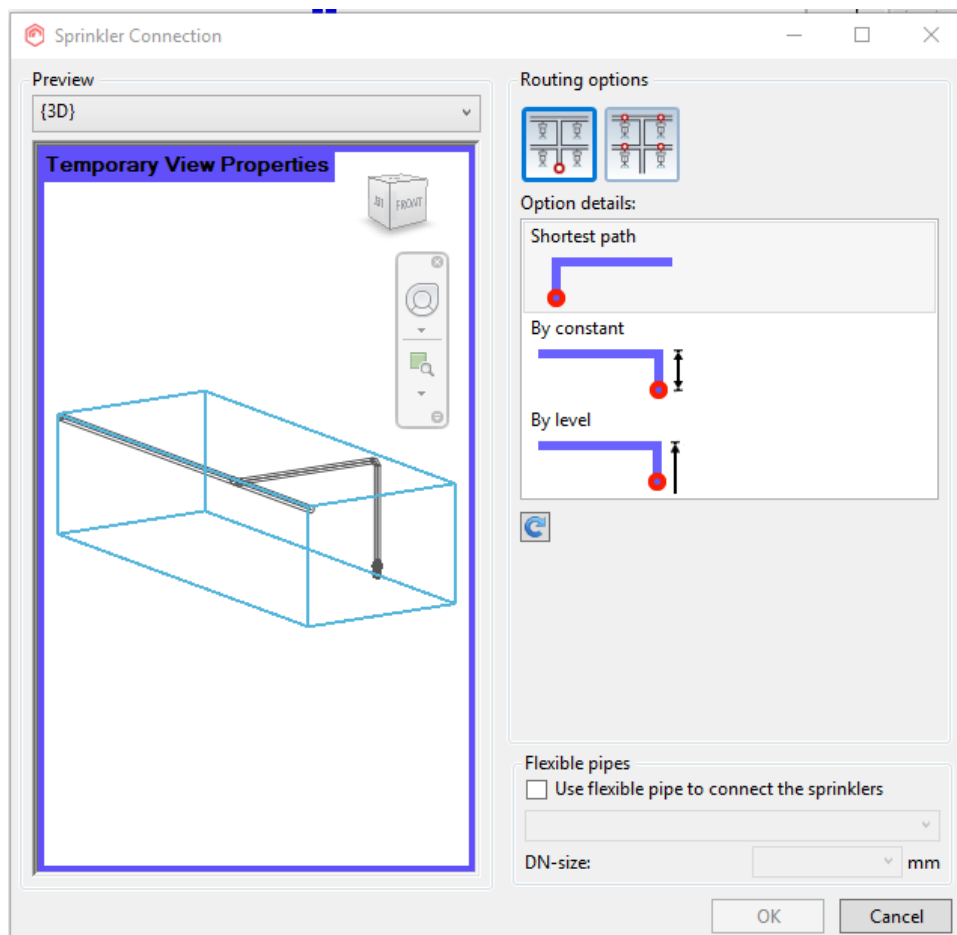 Sprinkler Connection
Preview
{3D}
Temporary View Properties
FRONT
Routing options
Option details:
Shortest path
By constant
By level
Flexible pipes
Use flexible pipe to connect the sprinklers
DN-size:
mm
OK
Cancel